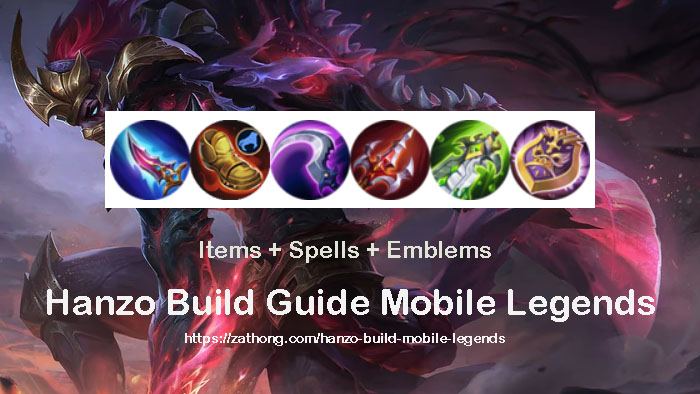 Items + Spells + Emblems
Hanzo Build Guide Mobile Legends
https://zathong.com/hanzo-build-mobile-legends